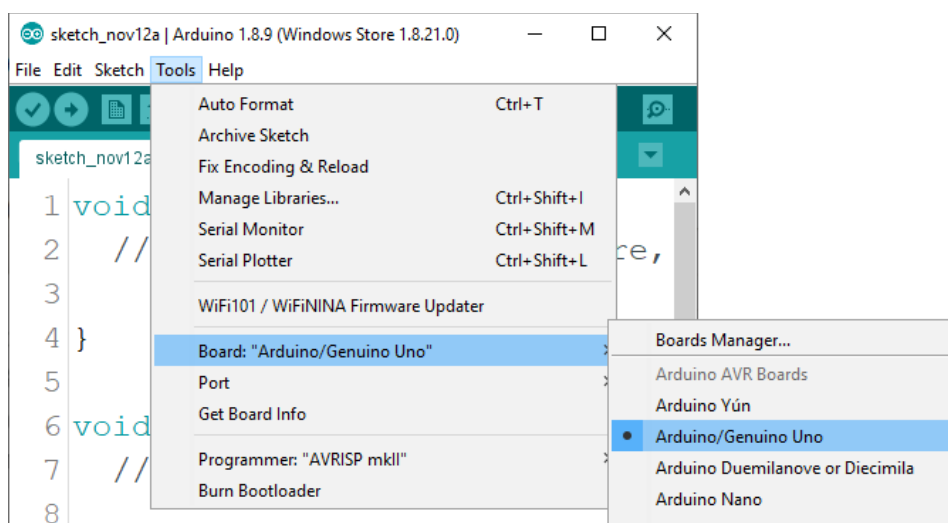 sketch_nov12a | Arduino 1.8.9 (Windows Store 1.8.21.0)
File Edit Sketch Tools Help
Auto Format Ctrl+T
Archive Sketch
sketch_nov12a
Fix Encoding & Reload
Manage Libraries... Ctrl+Shift+I
1 void
Serial Monitor Ctrl+Shift+M
2 // re,
Serial Plotter Ctrl+Shift+L
3
WiFi101 / WiFiNINA Firmware Updater
4 }
Board: "Arduino/Genuino Uno"
Boards Manager...
5
Port
Arduino AVR Boards
Get Board Info
Arduino Yún
6 void
Arduino/Genuino Uno
7 //
Programmer: "AVRISP mkII"
Arduino Duemilanove or Diecimila
Burn Bootloader
Arduino Nano
8